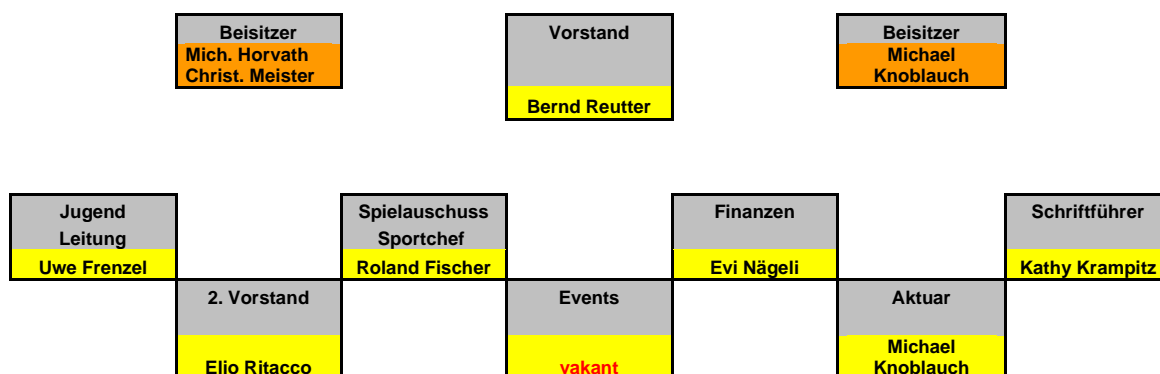 Beisitzer
Mich. Horvath
Christ. Meister
Vorstand
Bernd Reutter
Beisitzer
Michael
Knoblauch
Jugend
Leitung
Uwe Frenzel
Spielauschuss
Sportchef
Roland Fischer
Finanzen
Evi Nägeli
Schriftführer
Kathy Krampitz
2. Vorstand
Elio Ritacco
Events
vakant
Aktuar
Michael
Knoblauch